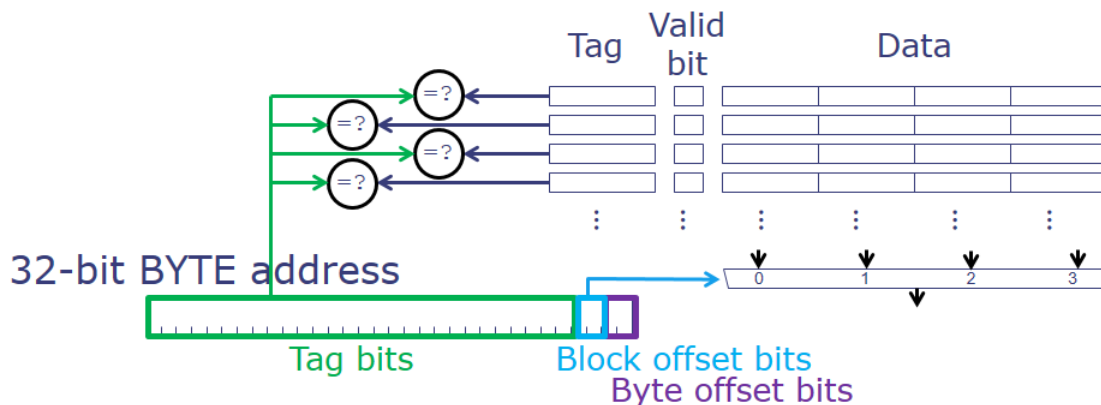 Tag
Valid
bit
Data
=?
=?
=?
=?
32-bit BYTE address
0 1 2 3
Tag bits
Block offset bits
Byte offset bits